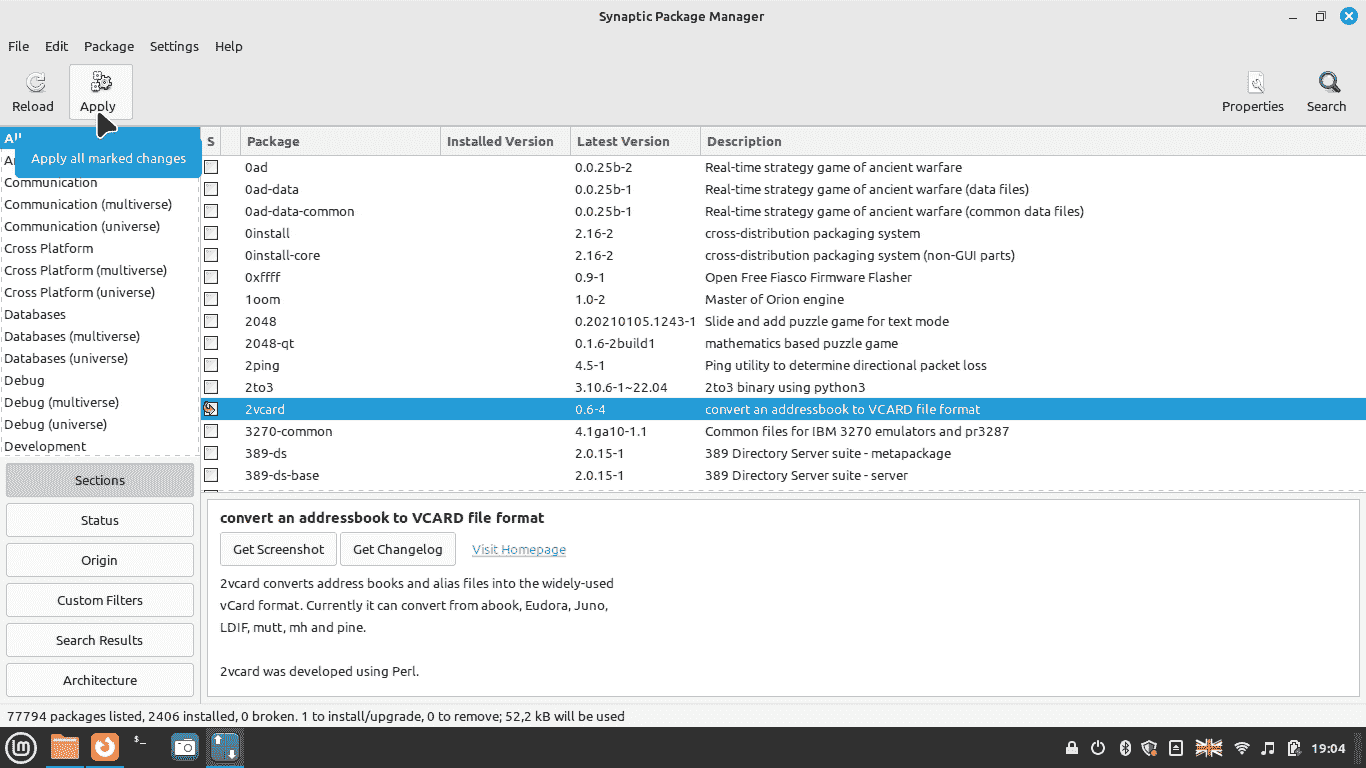 Synaptic Package Manager
File Edit Package Settings Help
Reload Apply Properties Search
All
Apply all marked changes
Communication
Communication (multiverse)
Communication (universe)
Cross Platform
Cross Platform (multiverse)
Cross Platform (universe)
Databases
Databases (multiverse)
Databases (universe)
Debug
Debug (multiverse)
Debug (universe)
Development
Sections
Status
Origin
Custom Filters
Search Results
Architecture
S Package Installed Version Latest Version Description
0ad 0.0.25b-2 Real-time strategy game of ancient warfare
0ad-data 0.0.25b-1 Real-time strategy game of ancient warfare (data files)
0ad-data-common 0.0.25b-1 Real-time strategy game of ancient warfare (common data files)
0install 2.16-2 cross-distribution packaging system
0install-core 2.16-2 cross-distribution packaging system (non-GUI parts)
0xffff 0.9-1 Open Free Fiasco Firmware Flasher
1oom 1.0-2 Master of Orion engine
2048 0.20210105.1243-1 Slide and add puzzle game for text mode
2048-qt 0.1.6-2build1 mathematics based puzzle game
2ping 4.5-1 Ping utility to determine directional packet loss
2to3 3.10.6-1~22.04 2to3 binary using python3
2vcard 0.6-4 convert an addressbook to VCARD file format
3270-common 4.1ga10-1.1 Common files for IBM 3270 emulators and pr3287
389-ds 2.0.15-1 389 Directory Server suite - metapackage
389-ds-base 2.0.15-1 389 Directory Server suite - server
convert an addressbook to VCARD file format
Get Screenshot Get Changelog Visit Homepage
2vcard converts address books and alias files into the widely-used
vCard format. Currently it can convert from abook, Eudora, Juno,
LDIF, mutt, mh and pine.
2vcard was developed using Perl.
77794 packages listed, 2406 installed, 0 broken. 1 to install/upgrade, 0 to remove; 52,2 kB will be used
19:04